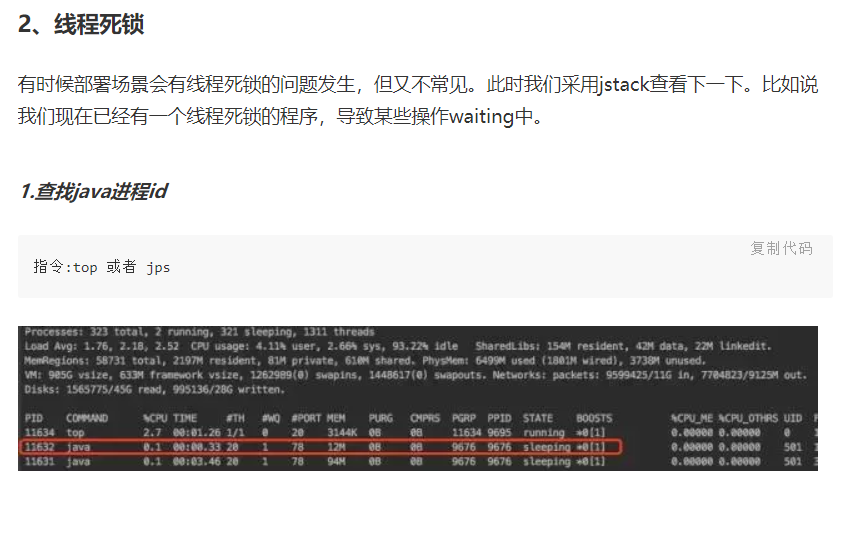 2、线程死锁
有时候部署场景会有线程死锁的问题发生，但又不常见。此时我们采用jstack查看下一下。比如说
我们现在已经有一个线程死锁的程序，导致某些操作waiting中。
1.查找java进程id
复制代码
指令:top 或者 jps
Processes: 323 total, 2 running, 321 sleeping, 1311 threads
Load Avg: 1.76, 2.18, 2.52 CPU usage: 4.11% user, 2.66% sys, 93.22% idle SharedLibs: 154M resident, 42M data, 22M linkedit.
MemRegions: 58731 total, 2197M resident, 81M private, 610M shared. PhysMem: 6499M used (1801M wired), 3738M unused.
VM: 905G vsize, 633M framework vsize, 1262989(0) swapins, 1448617(0) swapouts. Networks: packets: 9599425/11G in, 7704823/9125M out.
Disks: 1565775/45G read, 995136/28G written.
PID COMMAND %CPU TIME #TH #WQ #PORT MEM PURG CMPRS PGRP PPID STATE BOOSTS %CPU_ME %CPU_OTHRS UID
11634 top 2.7 00:01.26 1/1 0 20 3144K 0B 0B 11634 9695 running *0[1] 0.00000 0.00000 0
11632 java 0.1 00:00.33 20 1 78 12M 0B 0B 9676 9676 sleeping *0[1] 0.00000 0.00000 501
11631 java 0.1 00:03.46 20 1 78 94M 0B 0B 9676 9676 sleeping *0[1] 0.00000 0.00000 501